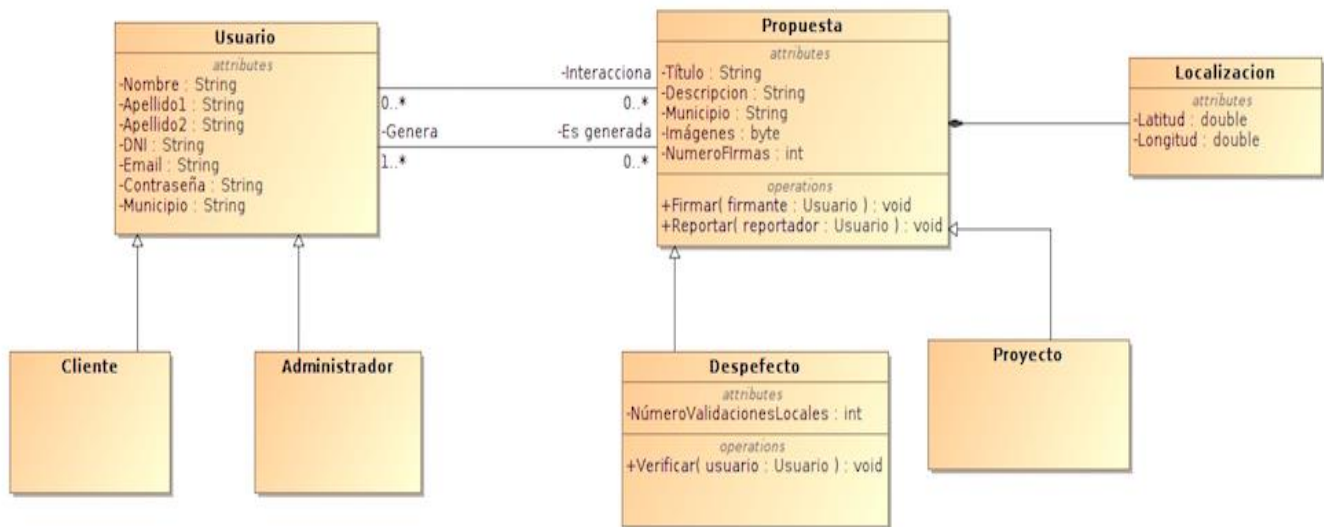 Usuario
attributes
-Nombre : String
-Apellido1 : String
-Apellido2 : String
-DNI : String
-Email : String
-Contraseña : String
-Municipio : String
-Interacciona
0..*
0..*
-Genera
-Es generada
1..*
0..*
Propuesta
attributes
-Título : String
-Descripcion : String
-Municipio : String
-Imágenes : byte
-NumeroFIrmas : int
operations
+Firmar( firmante : Usuario ) : void
+Reportar( reportador : Usuario ) : void
Localizacion
attributes
-Latitud : double
-Longitud : double
Cliente
Administrador
Despefecto
attributes
-NúmeroValidacionesLocales : int
operations
+Verificar( usuario : Usuario ) : void
Proyecto